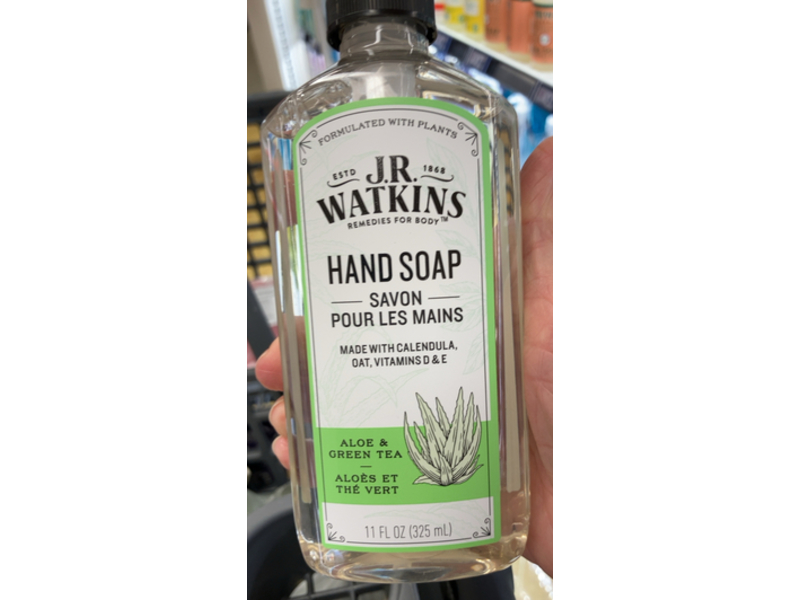 FORMULATED WITH PLANTS
ESTD 1868
J.R.
WATKINS
REMEDIES FOR BODY™
HAND SOAP
SAVON
POUR LES MAINS
MADE WITH CALENDULA,
OAT, VITAMINS D & E
ALOE &
GREEN TEA
ALOÈS ET
THÉ VERT
11 FL OZ (325 mL)